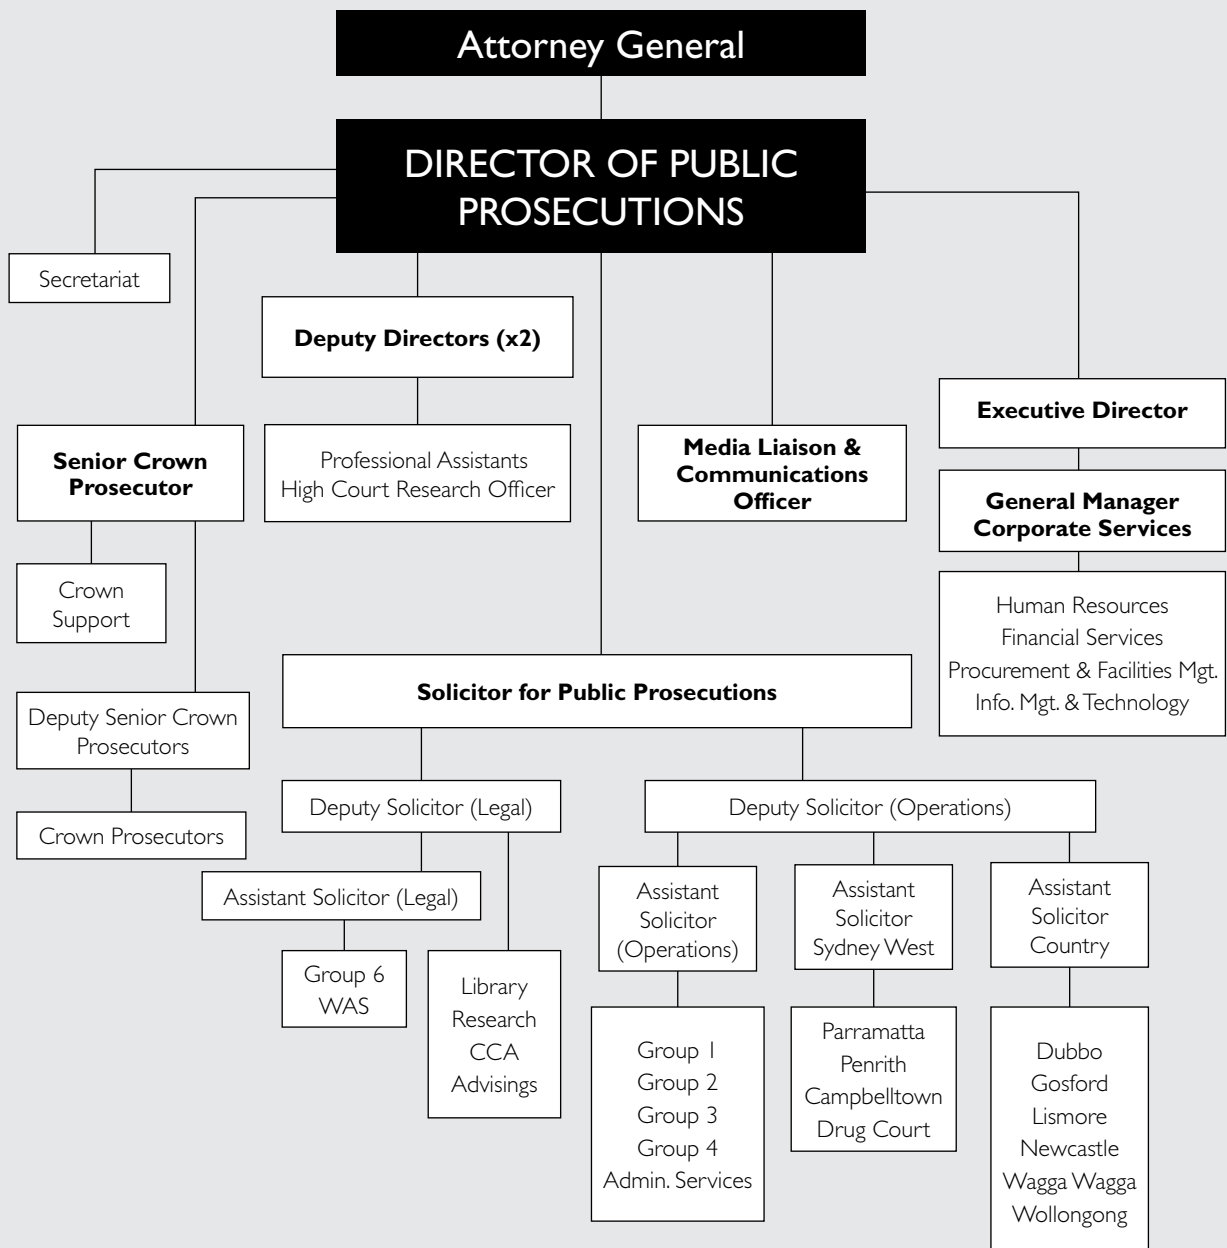 Attorney General
DIRECTOR OF PUBLIC
PROSECUTIONS
Secretariat
Deputy Directors (x2)
Professional Assistants
High Court Research Officer
Senior Crown
Prosecutor
Crown
Support
Deputy Senior Crown
Prosecutors
Crown Prosecutors
Media Liaison &
Communications
Officer
Executive Director
General Manager
Corporate Services
Human Resources
Financial Services
Procurement & Facilities Mgt.
Info. Mgt. & Technology
Solicitor for Public Prosecutions
Deputy Solicitor (Legal)
Assistant Solicitor (Legal)
Group 6
WAS
Library
Research
CCA
Advisings
Deputy Solicitor (Operations)
Assistant
Solicitor
(Operations)
Group 1
Group 2
Group 3
Group 4
Admin. Services
Assistant
Solicitor
Sydney West
Parramatta
Penrith
Campbelltown
Drug Court
Assistant
Solicitor
Country
Dubbo
Gosford
Lismore
Newcastle
Wagga Wagga
Wollongong